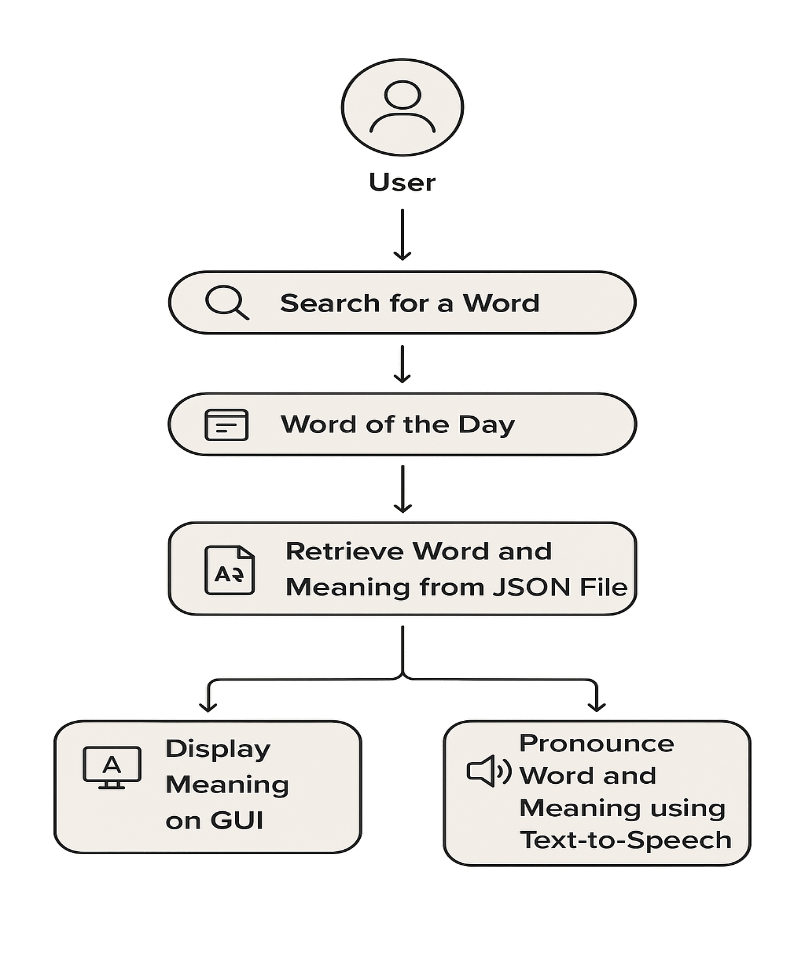 User
Search for a Word
Word of the Day
Retrieve Word and
Meaning from JSON File
A
Display
Meaning
on GUI
Pronounce
Word and
Meaning using
Text-to-Speech